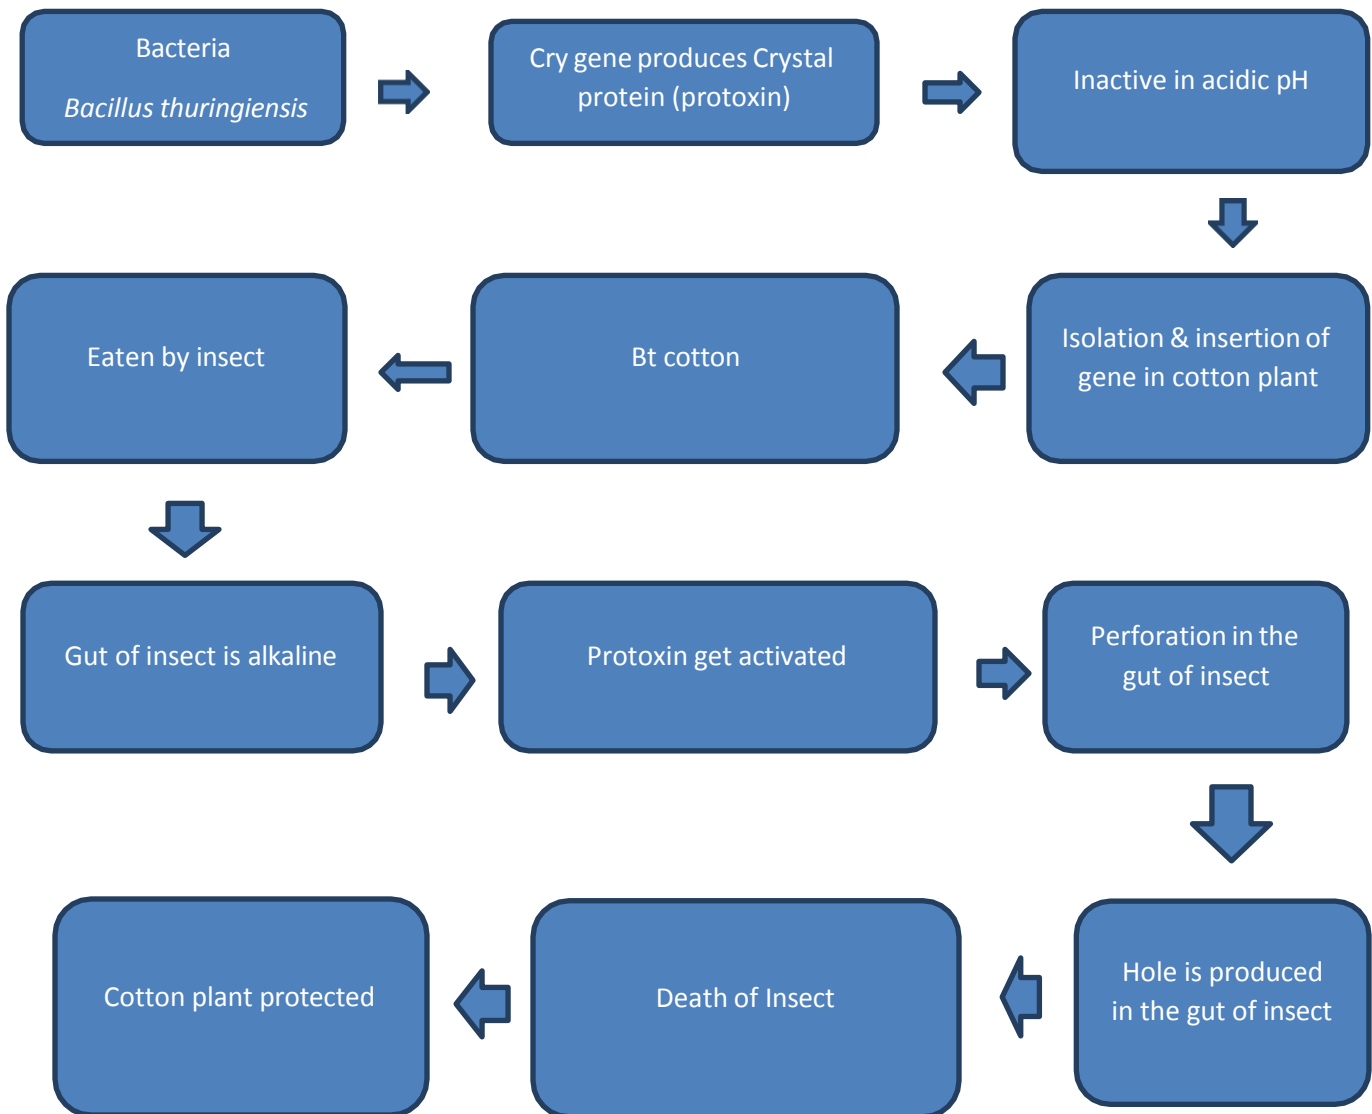 Bacteria
Bacillus thuringiensis
Cry gene produces Crystal
protein (protoxin)
Inactive in acidic pH
Isolation & insertion of
gene in cotton plant
Bt cotton
Eaten by insect
Gut of insect is alkaline
Protoxin get activated
Perforation in the
gut of insect
Hole is produced
in the gut of insect
Death of Insect
Cotton plant protected